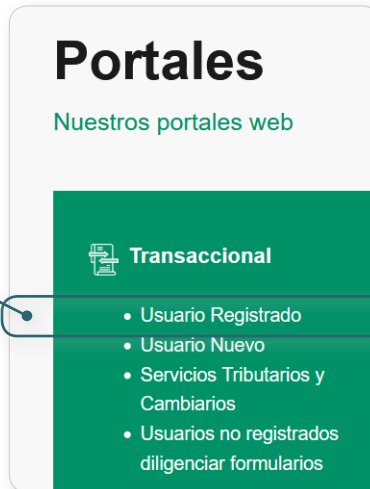 Portales
Nuestros portales web
Transaccional
• Usuario Registrado
• Usuario Nuevo
• Servicios Tributarios y
Cambiarios
• Usuarios no registrados
diligenciar formularios